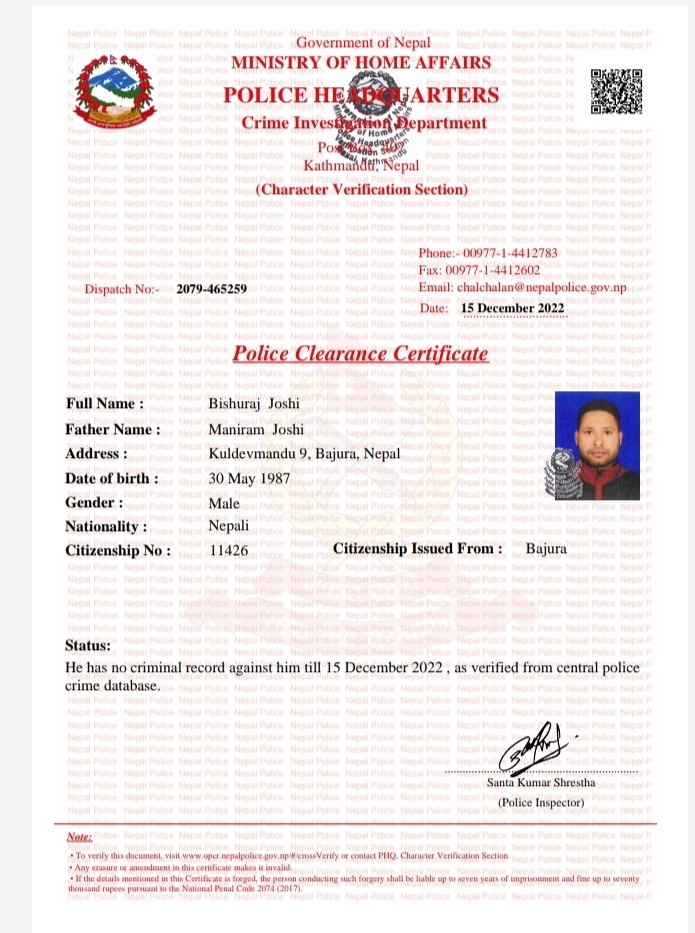 Government of Nepal
MINISTRY OF HOME AFFAIRS
POLICE HEADQUARTERS
Crime Investigation Department
Kathmandu, Nepal
(Character Verification Section)
Phone:- 00977-1-4412783
Fax: 00977-1-4412602
Dispatch No:- 2079-465259
Email: chalchalan@nepalpolice.gov.np
Date: 15 December 2022
Police Clearance Certificate
Full Name : Bishuraj Joshi
Father Name : Maniram Joshi
Address : Kuldevmandu 9, Bajura, Nepal
Date of birth : 30 May 1987
Gender : Male
Nationality : Nepali
Citizenship No : 11426 Citizenship Issued From : Bajura
Status:
He has no criminal record against him till 15 December 2022 , as verified from central police
crime database.
Santa Kumar Shrestha
(Police Inspector)
Note:
• To verify this document, visit www.opcr.nepalpolice.gov.np/#/crossVerify or contact PHQ, Character Verification Section
• Any erasure or amendment in this certificate makes it invalid.
• If the details mentioned in this Certificate is forged, the person conducting such forgery shall be liable up to seven years of imprisonment and fine up to seventy
thousand rupees pursuant to the National Penal Code 2074 (2017).